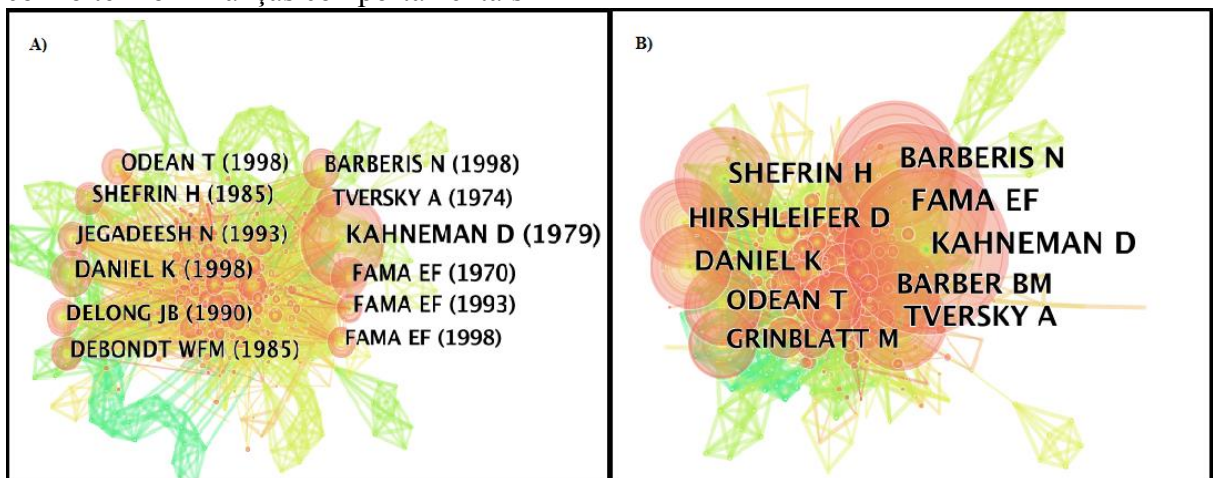 A)
ODEAN T (1998)
SHEFRIN H (1985)
JEGADEESH N (1993)
DANIEL K (1998)
DELONG JB (1990)
DEBONDT WFM (1985)
BARBERIS N (1998)
TVERSKY A (1974)
KAHNEMAN D (1979)
FAMA EF (1970)
FAMA EF (1993)
FAMA EF (1998)
B)
SHEFRIN H
HIRSHLEIFER D
DANIEL K
ODEAN T
GRINBLATT M
BARBERIS N
FAMA EF
KAHNEMAN D
BARBER BM
TVERSKY A